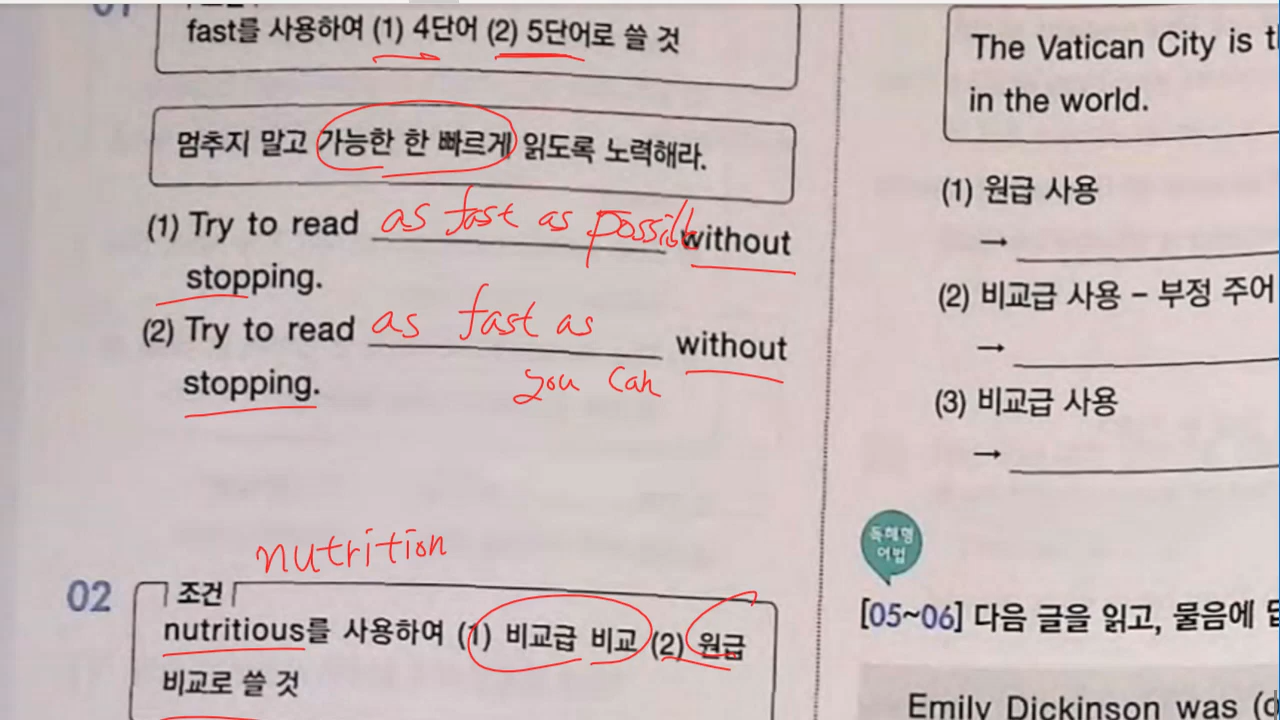 fast를 사용하여 (1) 4단어 (2) 5단어로 쓸 것
멈추지 말고 가능한 한 빠르게 읽도록 노력해라.
(1) Try to read as fast as possible without
stopping.
(2) Try to read as fast as without
you can
stopping.
nutrition
02 조건
nutritious를 사용하여 (1) 비교급 비교 (2) 원급
비교로 쓸 것
The Vatican City is t
in the world.
(1) 원급 사용
→
(2) 비교급 사용 – 부정 주어
→
(3) 비교급 사용
→
독해형
어법
[05~06] 다음 글을 읽고, 물음에 답
Emily Dickinson was (d